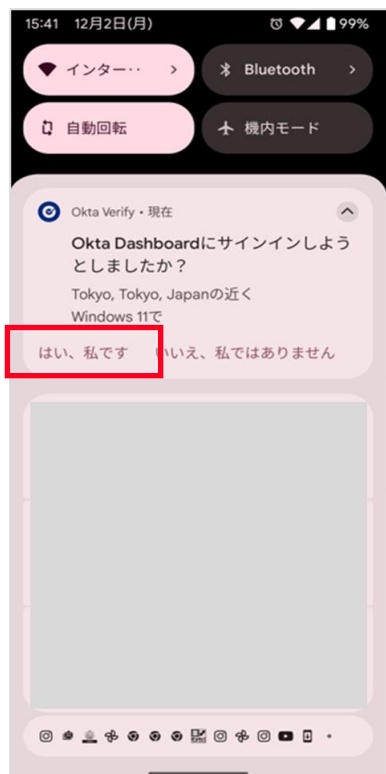 15:41 12月2日(月) 99%
インター‥ Bluetooth
自動回転 機内モード
Okta Verify・現在
Okta Dashboardにサインインしよう
としましたか？
Tokyo, Tokyo, Japanの近く
Windows 11で
はい、私です いいえ、私ではありません